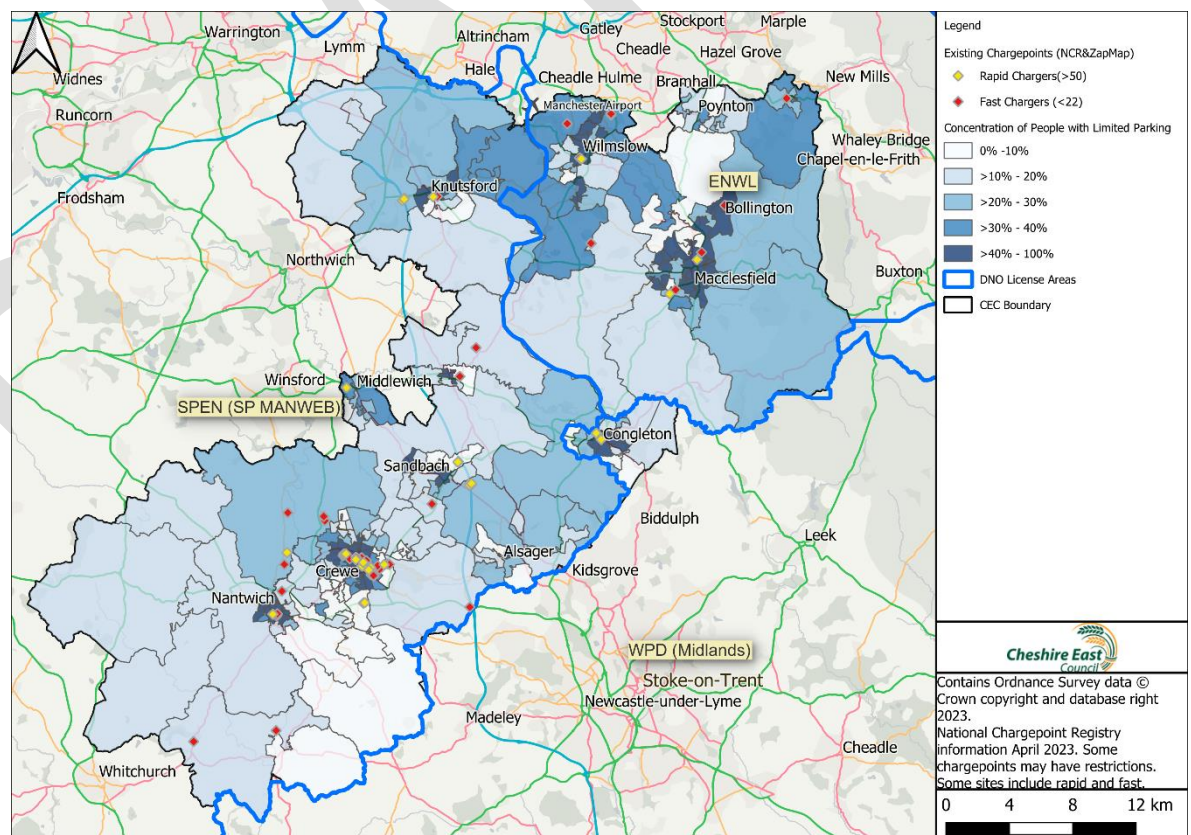 Warrington
Lymm
Altrincham
Gatley
Stockport
Marple
Cheadle
Hazel Grove
Widnes
Hale
Cheadle Hulme
Bramhall
New Mills
Runcorn
Manchester Airport
Poynton
Whaley Bridge
Wilmslow
Chapel-en-le-Frith
Knutsford
ENWL
Frodsham
Bollington
Northwich
Buxton
Macclesfield
Winsford
Middlewich
SPEN (SP MANWEB)
Congleton
Sandbach
Biddulph
Leek
Alsager
Crewe
Kidsgrove
Nantwich
WPD (Midlands)
Stoke-on-Trent
Newcastle-under-Lyme
Madeley
Cheadle
Whitchurch
Legend
Existing Chargepoints (NCR&ZapMap)
Rapid Chargers(>50)
Fast Chargers (<22)
Concentration of People with Limited Parking
0% -10%
>10% - 20%
>20% - 30%
>30% - 40%
>40% - 100%
DNO License Areas
CEC Boundary
Cheshire East
Council
Contains Ordnance Survey data ©
Crown copyright and database right
2023.
National Chargepoint Registry
information April 2023. Some
chargepoints may have restrictions.
Some sites include rapid and fast.
0 4 8 12 km